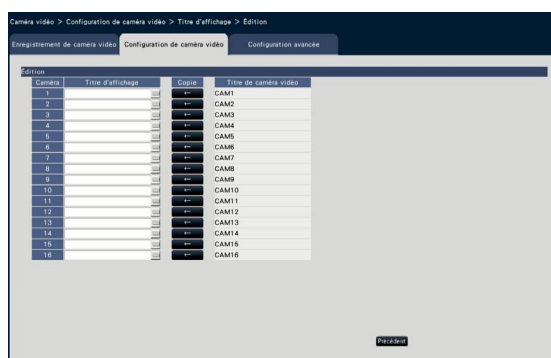 Caméra vidéo > Configuration de caméra vidéo > Titre d'affichage > Édition
Enregistrement de caméra vidéo Configuration de caméra vidéo Configuration avancée
Édition
Caméra Titre d'affichage Copie Titre de caméra vidéo
1 ← CAM1
2 ← CAM2
3 ← CAM3
4 ← CAM4
5 ← CAM5
6 ← CAM6
7 ← CAM7
8 ← CAM8
9 ← CAM9
10 ← CAM10
11 ← CAM11
12 ← CAM12
13 ← CAM13
14 ← CAM14
15 ← CAM15
16 ← CAM16
Précédent